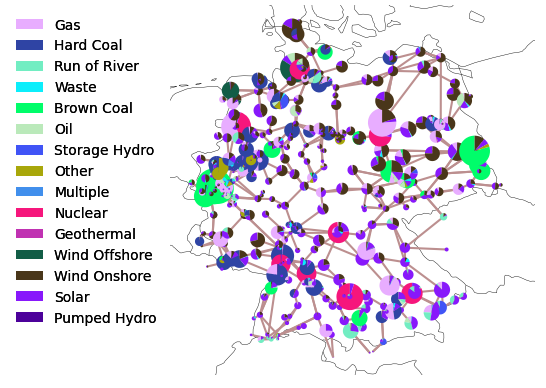 Gas
Hard Coal
Run of River
Waste
Brown Coal
Oil
Storage Hydro
Other
Multiple
Nuclear
Geothermal
Wind Offshore
Wind Onshore
Solar
Pumped Hydro